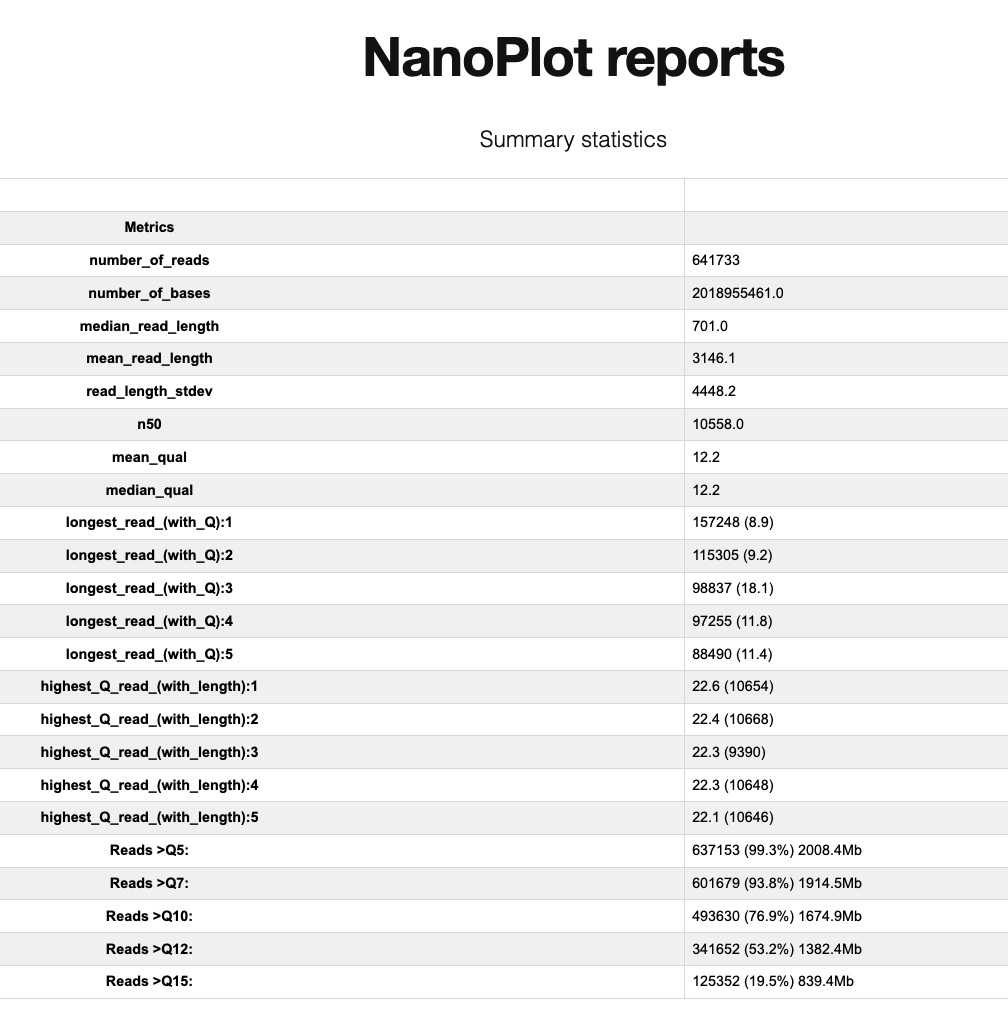 NanoPlot reports
Summary statistics
Metrics
number_of_reads 641733
number_of_bases 2018955461.0
median_read_length 701.0
mean_read_length 3146.1
read_length_stdev 4448.2
n50 10558.0
mean_qual 12.2
median_qual 12.2
longest_read_(with_Q):1 157248 (8.9)
longest_read_(with_Q):2 115305 (9.2)
longest_read_(with_Q):3 98837 (18.1)
longest_read_(with_Q):4 97255 (11.8)
longest_read_(with_Q):5 88490 (11.4)
highest_Q_read_(with_length):1 22.6 (10654)
highest_Q_read_(with_length):2 22.4 (10668)
highest_Q_read_(with_length):3 22.3 (9390)
highest_Q_read_(with_length):4 22.3 (10648)
highest_Q_read_(with_length):5 22.1 (10646)
Reads >Q5: 637153 (99.3%) 2008.4Mb
Reads >Q7: 601679 (93.8%) 1914.5Mb
Reads >Q10: 493630 (76.9%) 1674.9Mb
Reads >Q12: 341652 (53.2%) 1382.4Mb
Reads >Q15: 125352 (19.5%) 839.4Mb